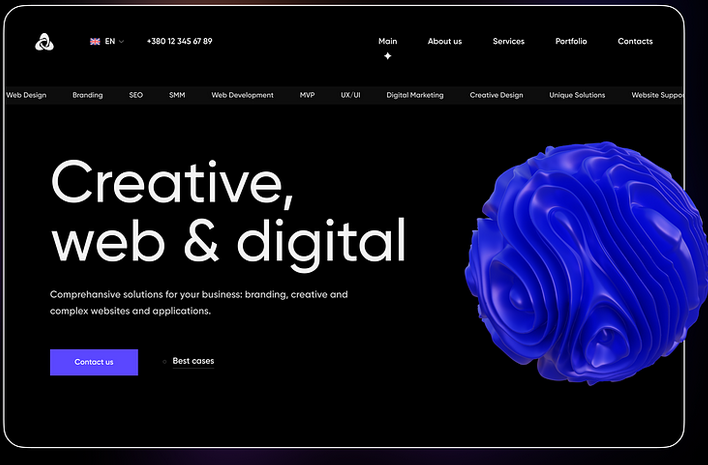 EN
+380 12 345 67 89
Main
About us
Services
Portfolio
Contacts
Web Design
Branding
SEO
SMM
Web Development
MVP
UX/UI
Digital Marketing
Creative Design
Unique Solutions
Website Suppor
Creative,
web & digital
Comprehansive solutions for your business: branding, creative and
complex websites and applications.
Contact us
Best cases